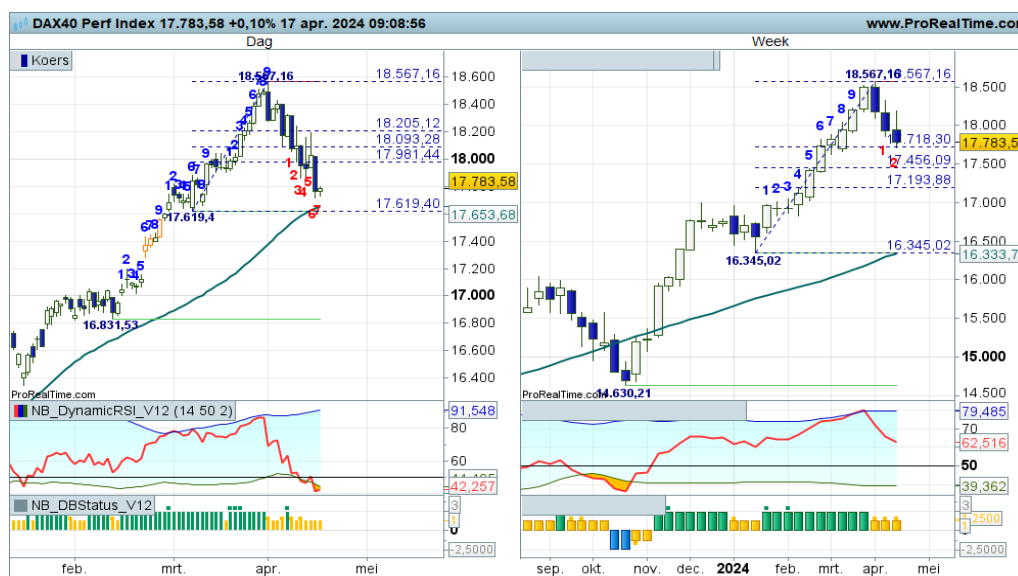 DAX40 Perf Index 17.783,58 +0,10% 17 apr. 2024 09:08:56
www.ProRealTime.com
Dag
Week
Koers
18.567,16
18.567,16
18.205,12
18.093,28
17.981,44
17.619,40
17.619,4
16.831,53
18.600
18.400
18.200
18.000
17.783,58
17.653,68
17.400
17.200
17.000
16.800
16.600
16.400
ProRealTime.com
18.567,16
18.567,16
17.718,30
17.456,09
17.193,88
16.345,02
16.345,02
14.630,21
18.500
18.000
17.783,5
17.500
17.000
16.500
16.333,7
16.000
15.500
15.000
14.500
ProRealTime.com
NB_DynamicRSI_V12 (14 50 2)
91,548
80
60
42,257
79,485
70
62,516
50
39,362
NB_DBStatus_V12
3
1
0
-2,5000
3
1,2500
0
-2,5000
feb.
mrt.
apr.
mei
sep.
okt.
nov.
dec.
2024
feb.
mrt.
apr.
mei